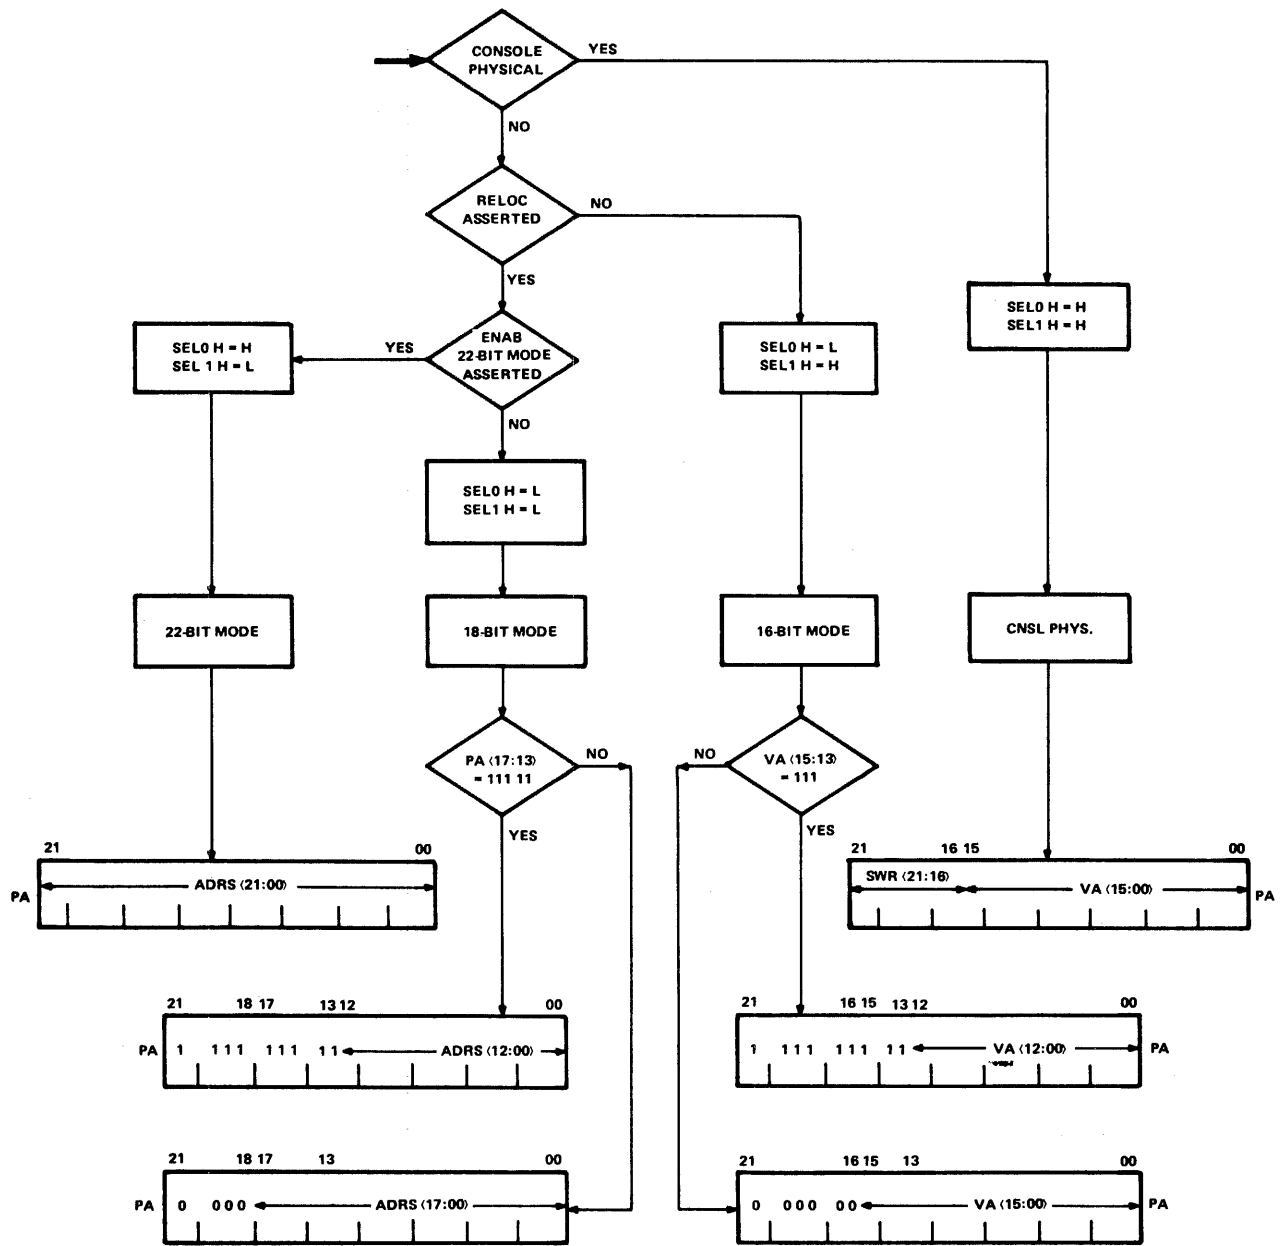 CONSOLE
PHYSICAL
YES
NO
RELOC
ASSERTED
NO
YES
ENAB
22-BIT MODE
ASSERTED
YES
NO
SEL0 H = H
SEL 1 H = L
SEL0 H = L
SEL1 H = H
SEL0 H = H
SEL1 H = H
SEL0 H = L
SEL1 H = L
22-BIT MODE
18-BIT MODE
16-BIT MODE
CNSL PHYS.
PA ⟨17:13⟩
= 111 11
NO
YES
VA ⟨15:13⟩
= 111
NO
YES
21 00
PA ADRS ⟨21:00⟩
21 16 15 00
SWR ⟨21:16⟩ VA ⟨15:00⟩ PA
21 18 17 13 12 00
PA 1 111 111 11 ADRS ⟨12:00⟩
21 16 15 13 12 00
1 111 111 11 VA ⟨12:00⟩ PA
21 18 17 13 00
PA 0 000 ADRS ⟨17:00⟩
21 16 15 13 00
0 000 00 VA ⟨15:00⟩ PA